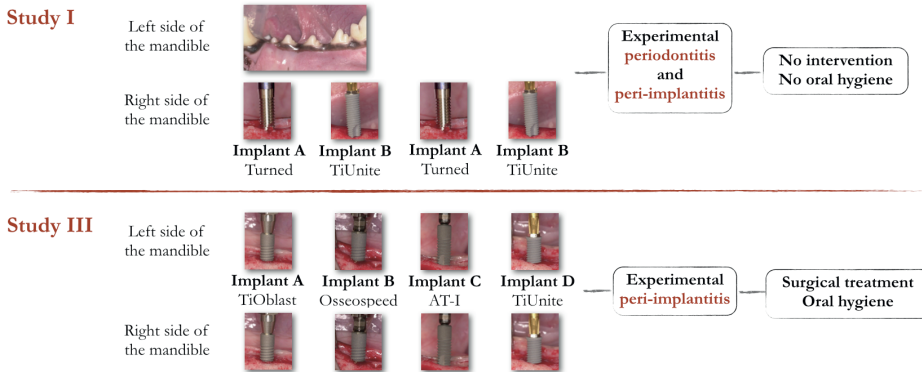 Study I
Left side of
the mandible
Right side of
the mandible
Implant A
Turned
Implant B
TiUnite
Implant A
Turned
Implant B
TiUnite
Experimental
periodontitis
and
peri-implantitis
No intervention
No oral hygiene
Study III
Left side of
the mandible
Implant A
TiOblast
Implant B
Osseospeed
Implant C
AT-I
Implant D
TiUnite
Right side of
the mandible
Experimental
peri-implantitis
Surgical treatment
Oral hygiene